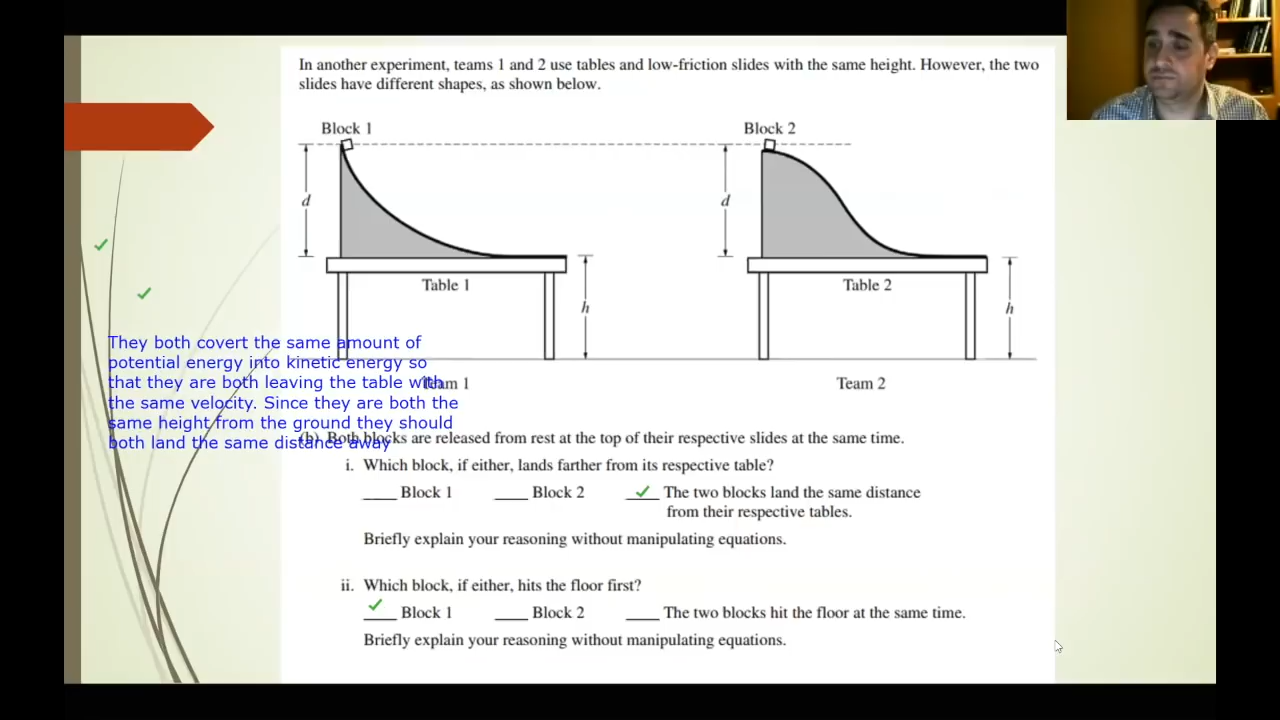 In another experiment, teams 1 and 2 use tables and low-friction slides with the same height. However, the two
slides have different shapes, as shown below.
Block 1
Block 2
d
d
Table 1
Table 2
h
h
Team 1
Team 2
They both covert the same amount of
potential energy into kinetic energy so
that they are both leaving the table with
the same velocity. Since they are both the
same height from the ground they should
both land the same distance away
(b) Both blocks are released from rest at the top of their respective slides at the same time.
i. Which block, if either, lands farther from its respective table?
____ Block 1 ____ Block 2 __✓__ The two blocks land the same distance
from their respective tables.
Briefly explain your reasoning without manipulating equations.
ii. Which block, if either, hits the floor first?
__✓__ Block 1 ____ Block 2 ____ The two blocks hit the floor at the same time.
Briefly explain your reasoning without manipulating equations.